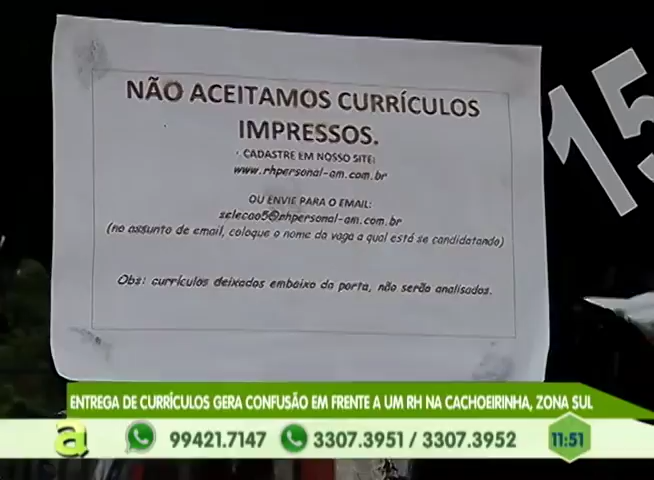 NÃO ACEITAMOS CURRÍCULOS
IMPRESSOS.
CADASTRE EM NOSSO SITE:
www.rhpersonal-am.com.br
OU ENVIE PARA O EMAIL:
selecao5@rhpersonal-am.com.br
(no assunto de email, coloque o nome da vaga a qual está se candidatando)
Obs: currículos deixados embaixo da porta, não serão analisados.
15
ENTREGA DE CURRÍCULOS GERA CONFUSÃO EM FRENTE A UM RH NA CACHOEIRINHA, ZONA SUL
a 99421.7147 3307.3951 / 3307.3952 11:51